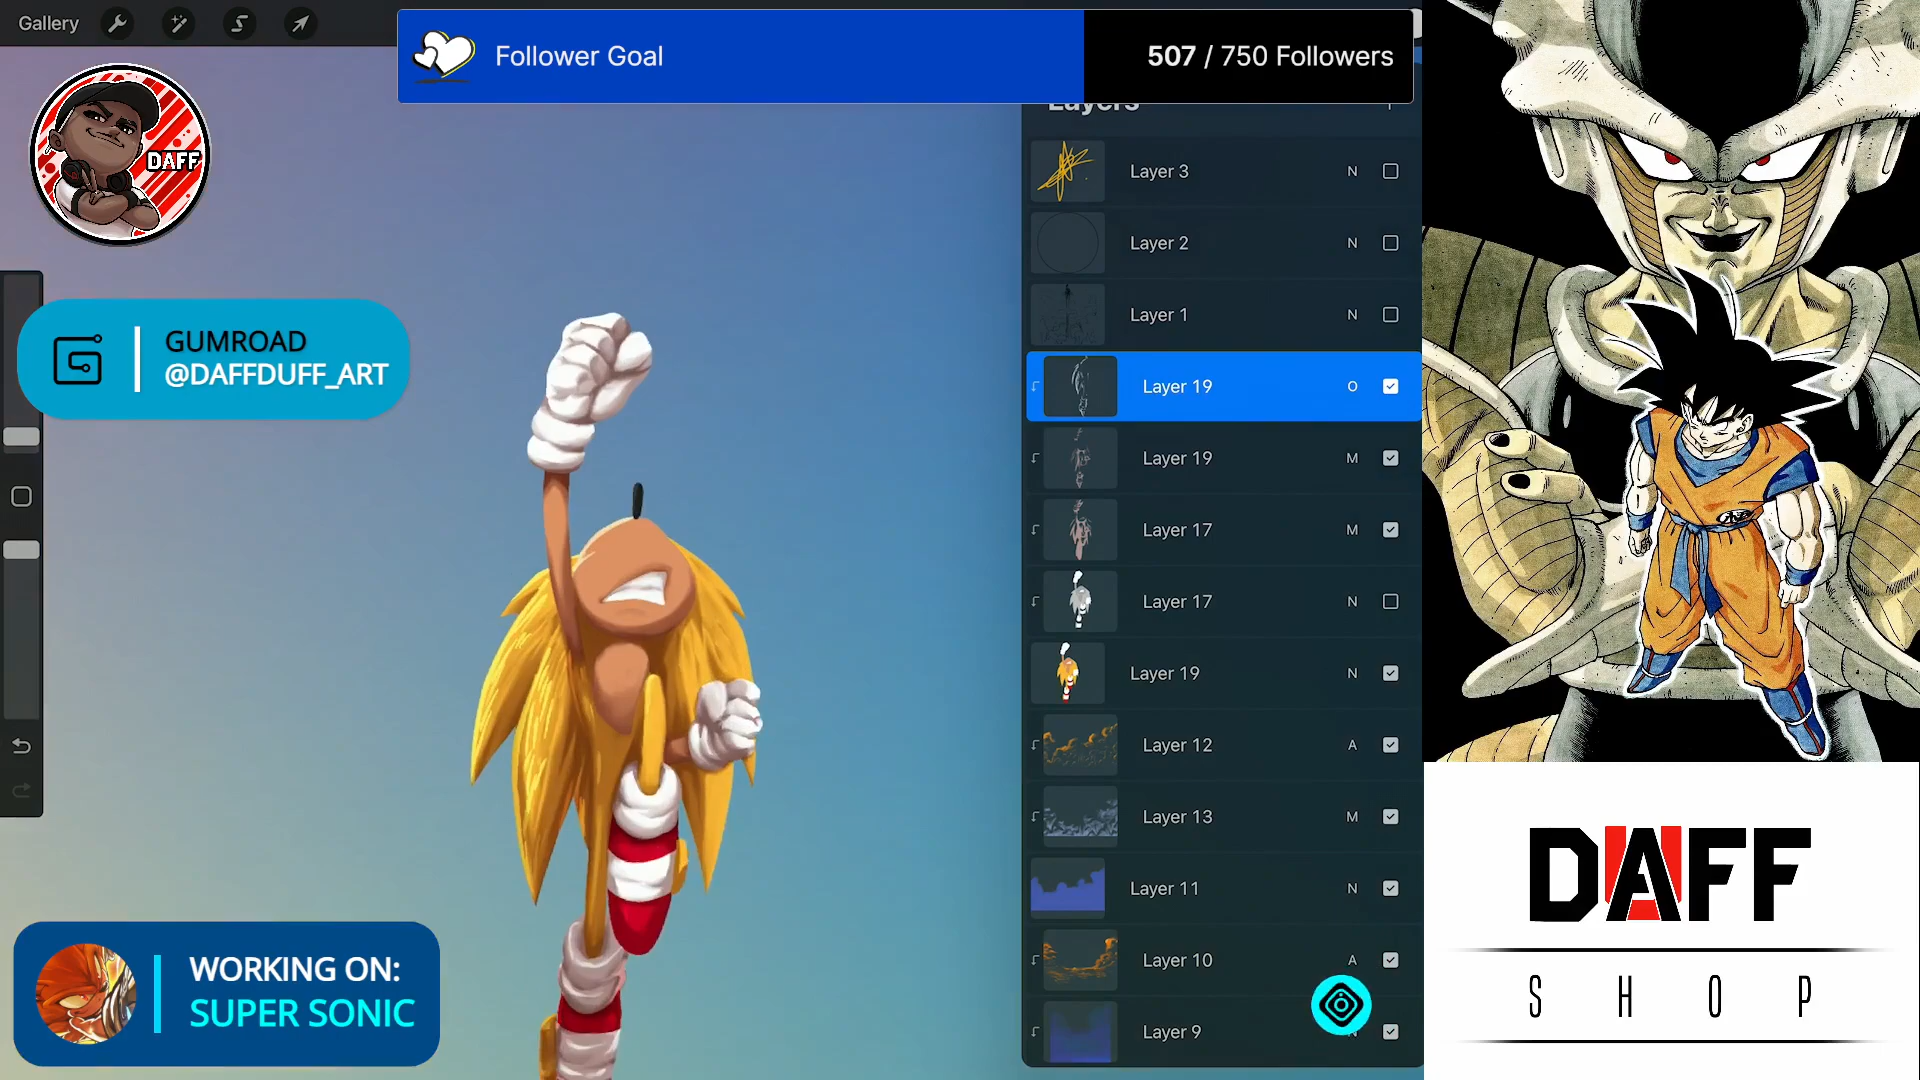 Gallery
Follower Goal
507 / 750 Followers
DAFF
Layers
Layer 3 N
Layer 2 N
Layer 1 N
GUMROAD
@DAFFDUFF_ART
Layer 19 O
Layer 19 M
Layer 17 M
Layer 17 N
Layer 19 N
Layer 12 A
Layer 13 M
Layer 11 N
Layer 10 A
Layer 9
WORKING ON:
SUPER SONIC
DAFF
SHOP